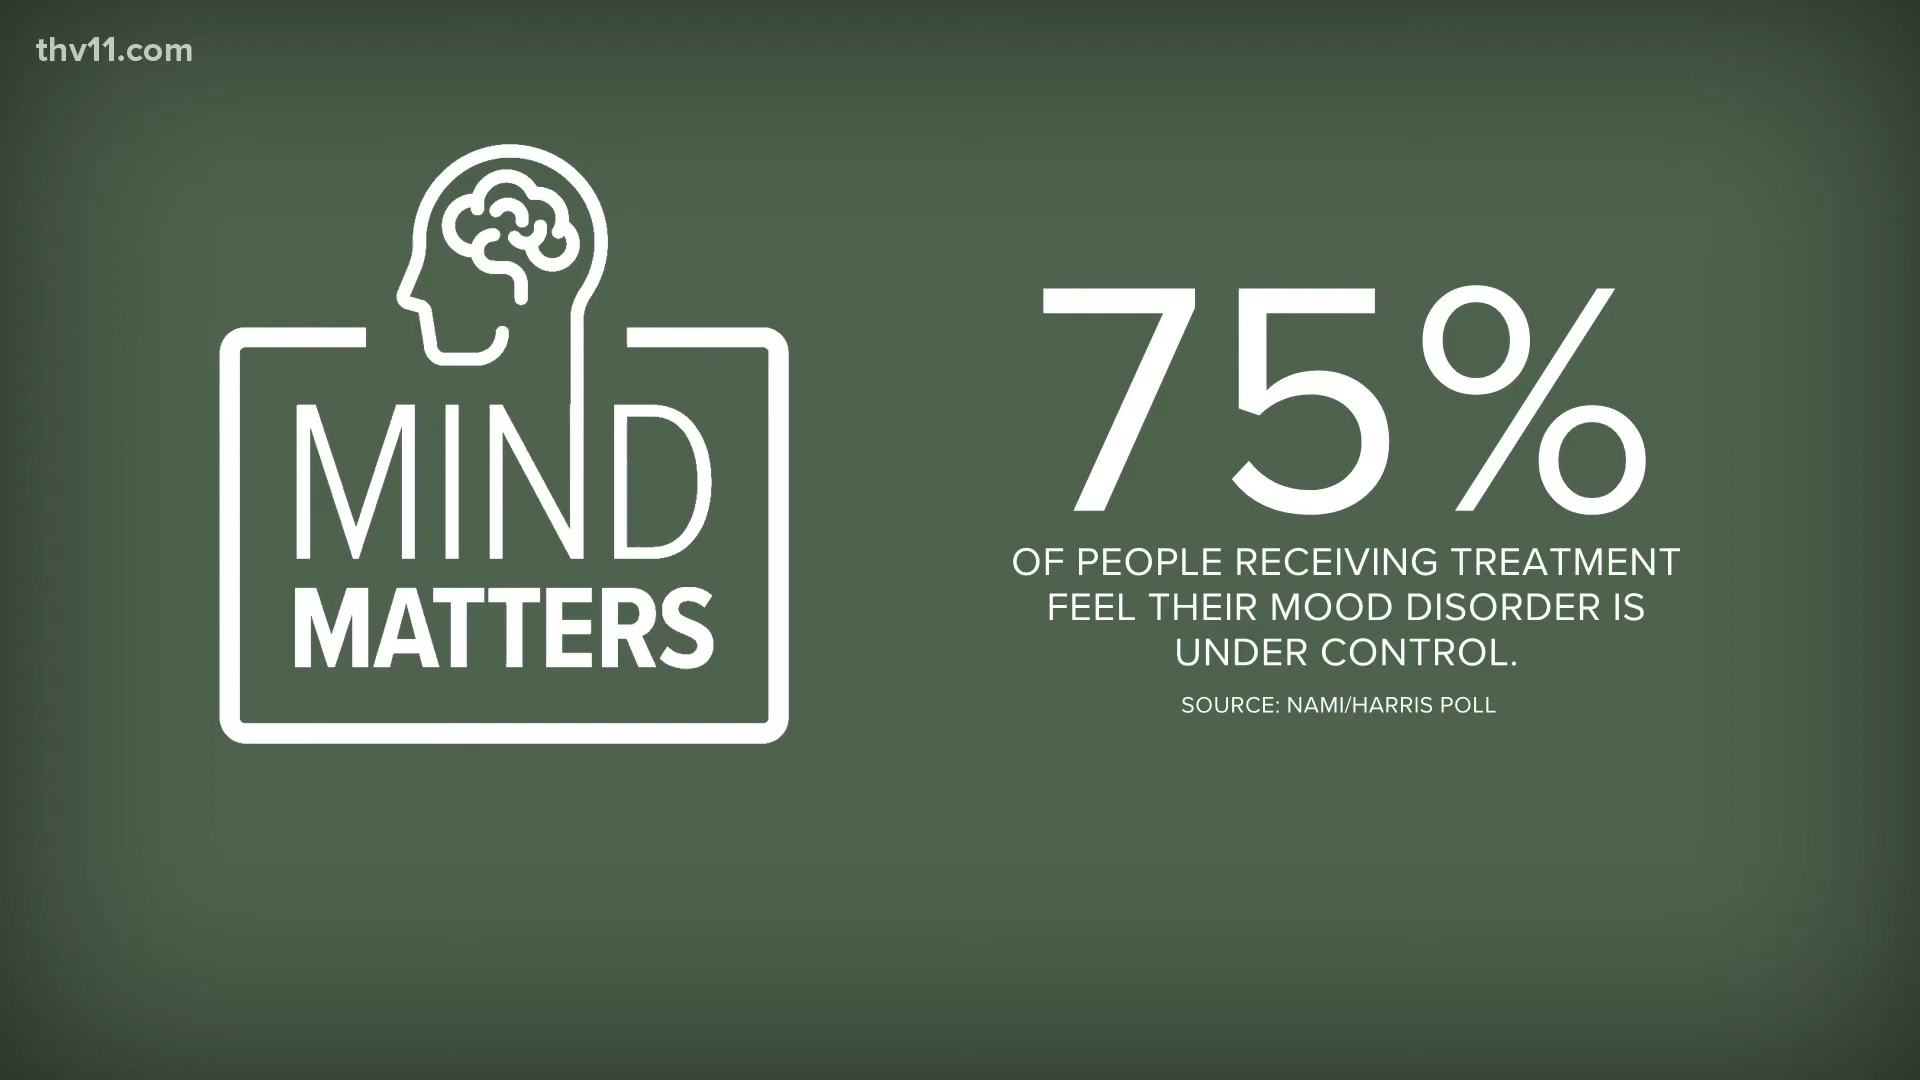 thv11.com
MIND
MATTERS
75%
OF PEOPLE RECEIVING TREATMENT
FEEL THEIR MOOD DISORDER IS
UNDER CONTROL.
SOURCE: NAMI/HARRIS POLL